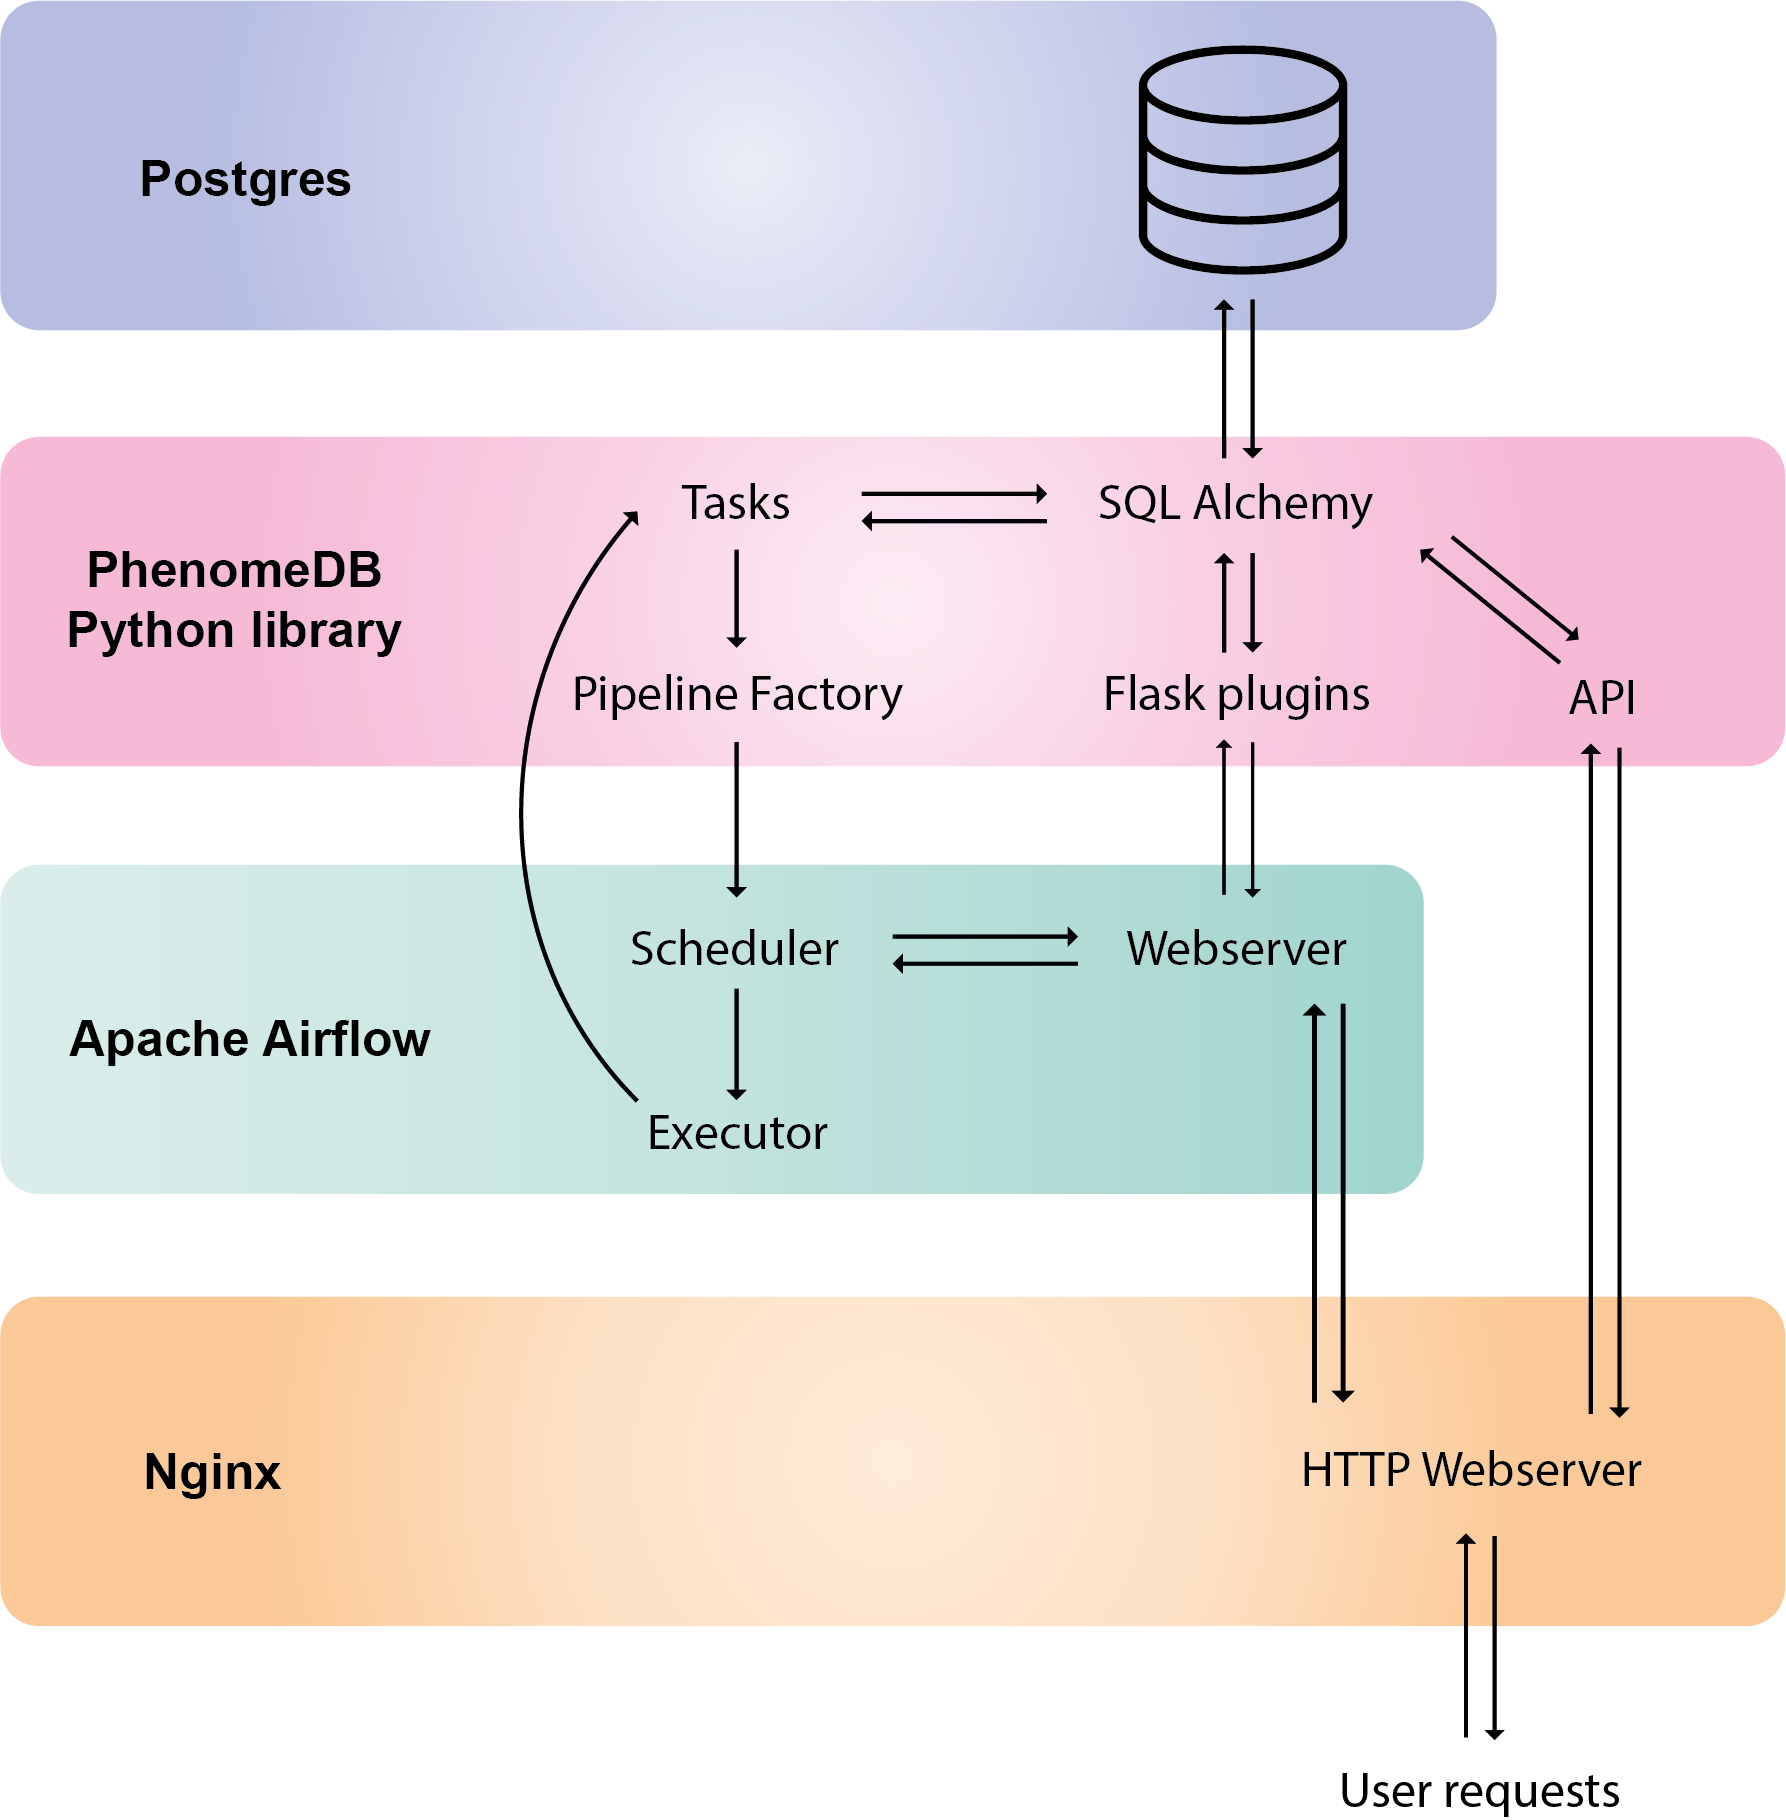 Postgres
Tasks
SQL Alchemy
PhenomeDB
Python library
Pipeline Factory
Flask plugins
API
Scheduler
Webserver
Apache Airflow
Executor
Nginx
HTTP Webserver
User requests